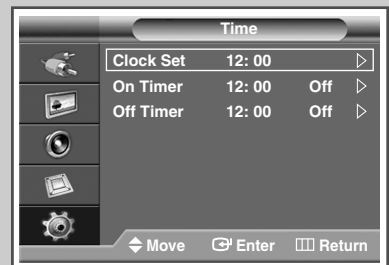 Time
Clock Set 12: 00
On Timer 12: 00 Off
Off Timer 12: 00 Off
Move Enter Return